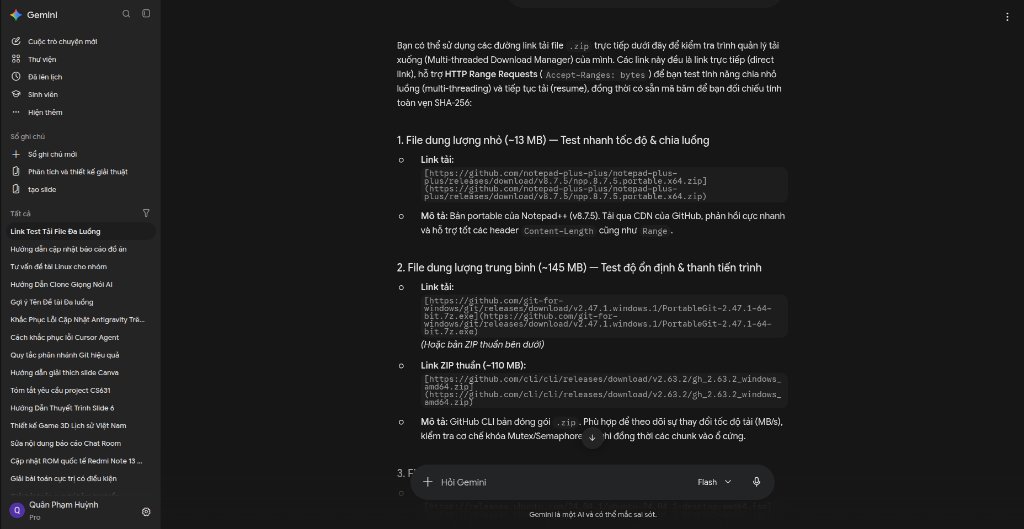 Gemini
Cuộc trò chuyện mới
Thư viện
Đã lên lịch
Sinh viên
Hiện thêm
Sổ ghi chú
Sổ ghi chú mới
Phân tích và thiết kế giải thuật
tạo slide
Tất cả
Link Test Tải File Đa Luồng
Hướng dẫn cập nhật báo cáo đồ án
Tư vấn đề tài Linux cho nhóm
Hướng Dẫn Clone Giọng Nói AI
Gợi ý Tên Đề tài Đa luồng
Khắc Phục Lỗi Cập Nhật Antigravity Trê...
Cách khắc phục lỗi Cursor Agent
Quy tắc phân nhánh Git hiệu quả
Hướng dẫn giải thích slide Canva
Tóm tắt yêu cầu project CS631
Hướng Dẫn Thuyết Trình Slide 6
Thiết kế Game 3D Lịch sử Việt Nam
Sửa nội dung báo cáo Chat Room
Cập nhật ROM quốc tế Redmi Note 13 ...
Giải bài toán cực trị có điều kiện
Q
Quân Phạm Huỳnh
Pro
Bạn có thể sử dụng các đường link tải file .zip trực tiếp dưới đây để kiểm tra trình quản lý tải
xuống (Multi-threaded Download Manager) của mình. Các link này đều là link trực tiếp (direct
link), hỗ trợ HTTP Range Requests ( Accept-Ranges: bytes ) để bạn test tính năng chia nhỏ
luồng (multi-threading) và tiếp tục tải (resume), đồng thời có sẵn mã băm để bạn đối chiếu tính
toàn vẹn SHA-256:
1. File dung lượng nhỏ (~13 MB) — Test nhanh tốc độ & chia luồng
Link tải:
[https://github.com/notepad-plus-plus/notepad-plus-
plus/releases/download/v8.7.5/npp.8.7.5.portable.x64.zip]
(https://github.com/notepad-plus-plus/notepad-plus-
plus/releases/download/v8.7.5/npp.8.7.5.portable.x64.zip)
Mô tả: Bản portable của Notepad++ (v8.7.5). Tải qua CDN của GitHub, phản hồi cực nhanh
và hỗ trợ tốt các header Content-Length cũng như Range .
2. File dung lượng trung bình (~145 MB) — Test độ ổn định & thanh tiến trình
Link tải:
[https://github.com/git-for-
windows/git/releases/download/v2.47.1.windows.1/PortableGit-2.47.1-64-
bit.7z.exe](https://github.com/git-for-
windows/git/releases/download/v2.47.1.windows.1/PortableGit-2.47.1-64-
bit.7z.exe)
(Hoặc bản ZIP thuần bên dưới)
Link ZIP thuần (~110 MB):
[https://github.com/cli/cli/releases/download/v2.63.2/gh_2.63.2_windows_
amd64.zip]
(https://github.com/cli/cli/releases/download/v2.63.2/gh_2.63.2_windows_
amd64.zip)
Mô tả: GitHub CLI bản đóng gói .zip . Phù hợp để theo dõi sự thay đổi tốc độ tải (MB/s),
kiểm tra cơ chế khóa Mutex/Semaphore hi đồng thời các chunk vào ổ cứng.
3. F
Hỏi Gemini
Flash
Gemini là một AI và có thể mắc sai sót.